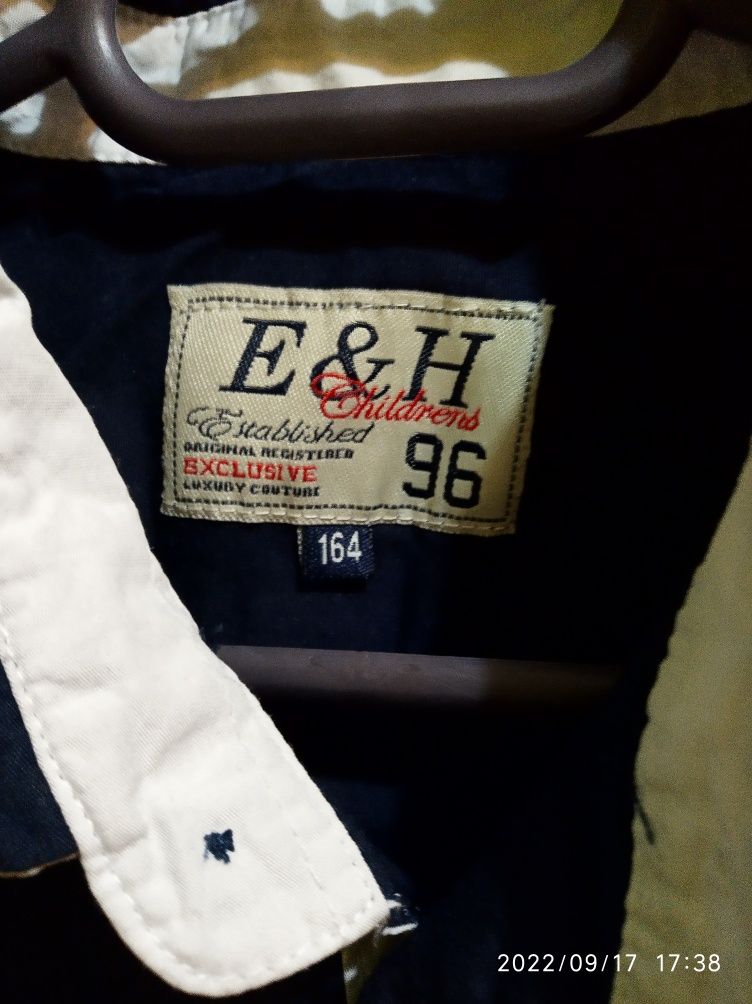 E&H
Childrens
Established
ORIGINAL REGISTERED
EXCLUSIVE
LUXURY COUTURE
96
164
2022/09/17 17:38